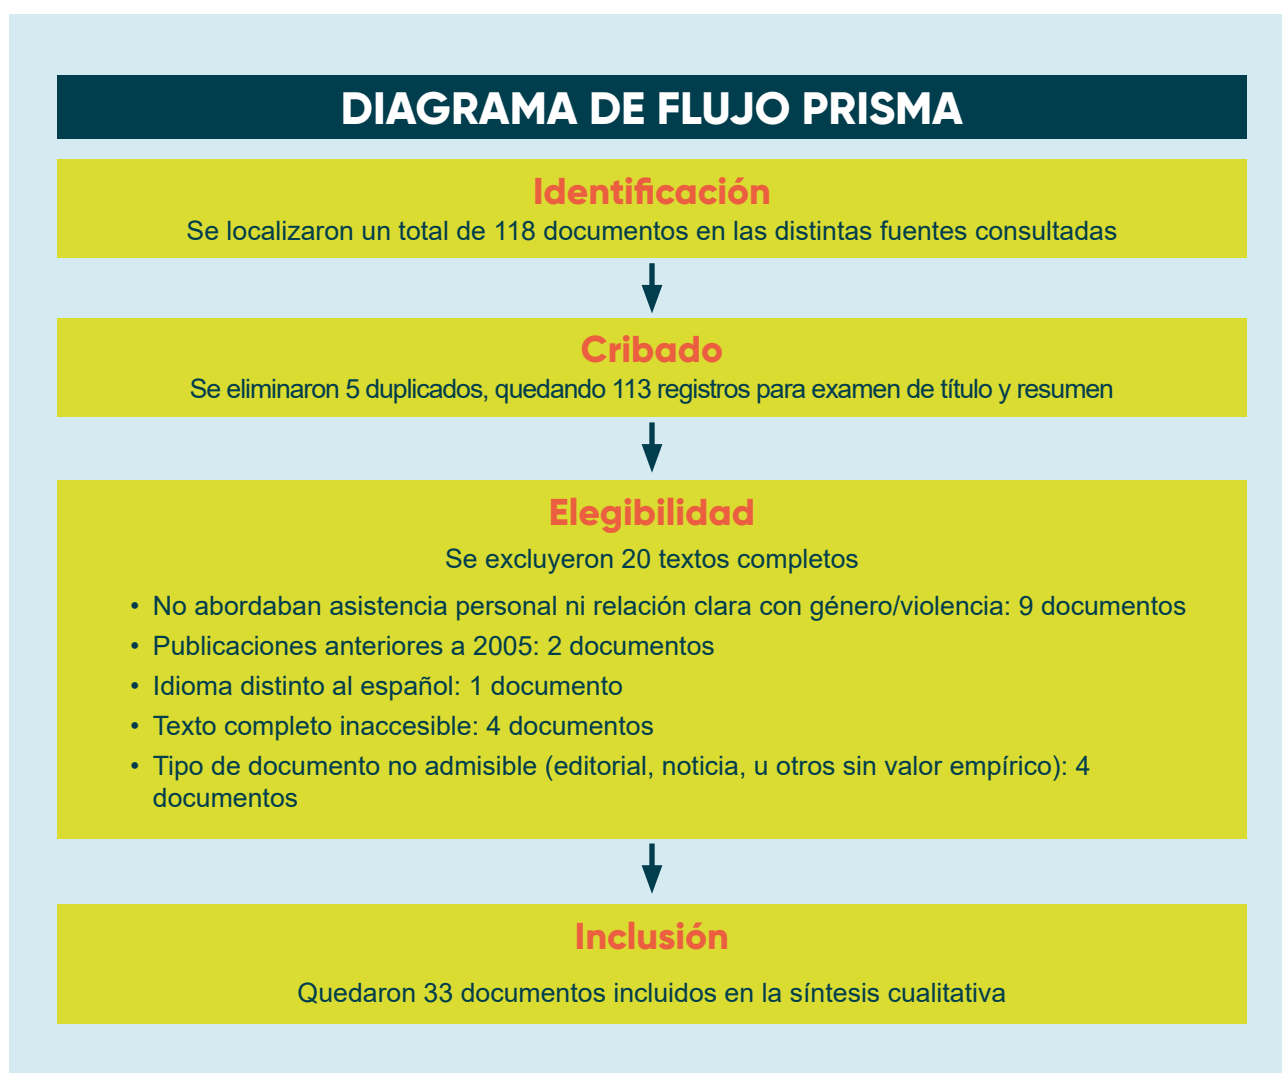 DIAGRAMA DE FLUJO PRISMA
Identificación
Se localizaron un total de 118 documentos en las distintas fuentes consultadas
Cribado
Se eliminaron 5 duplicados, quedando 113 registros para examen de título y resumen
Elegibilidad
Se excluyeron 20 textos completos
• No abordaban asistencia personal ni relación clara con género/violencia: 9 documentos
• Publicaciones anteriores a 2005: 2 documentos
• Idioma distinto al español: 1 documento
• Texto completo inaccesible: 4 documentos
• Tipo de documento no admisible (editorial, noticia, u otros sin valor empírico): 4
documentos
Inclusión
Quedaron 33 documentos incluidos en la síntesis cualitativa